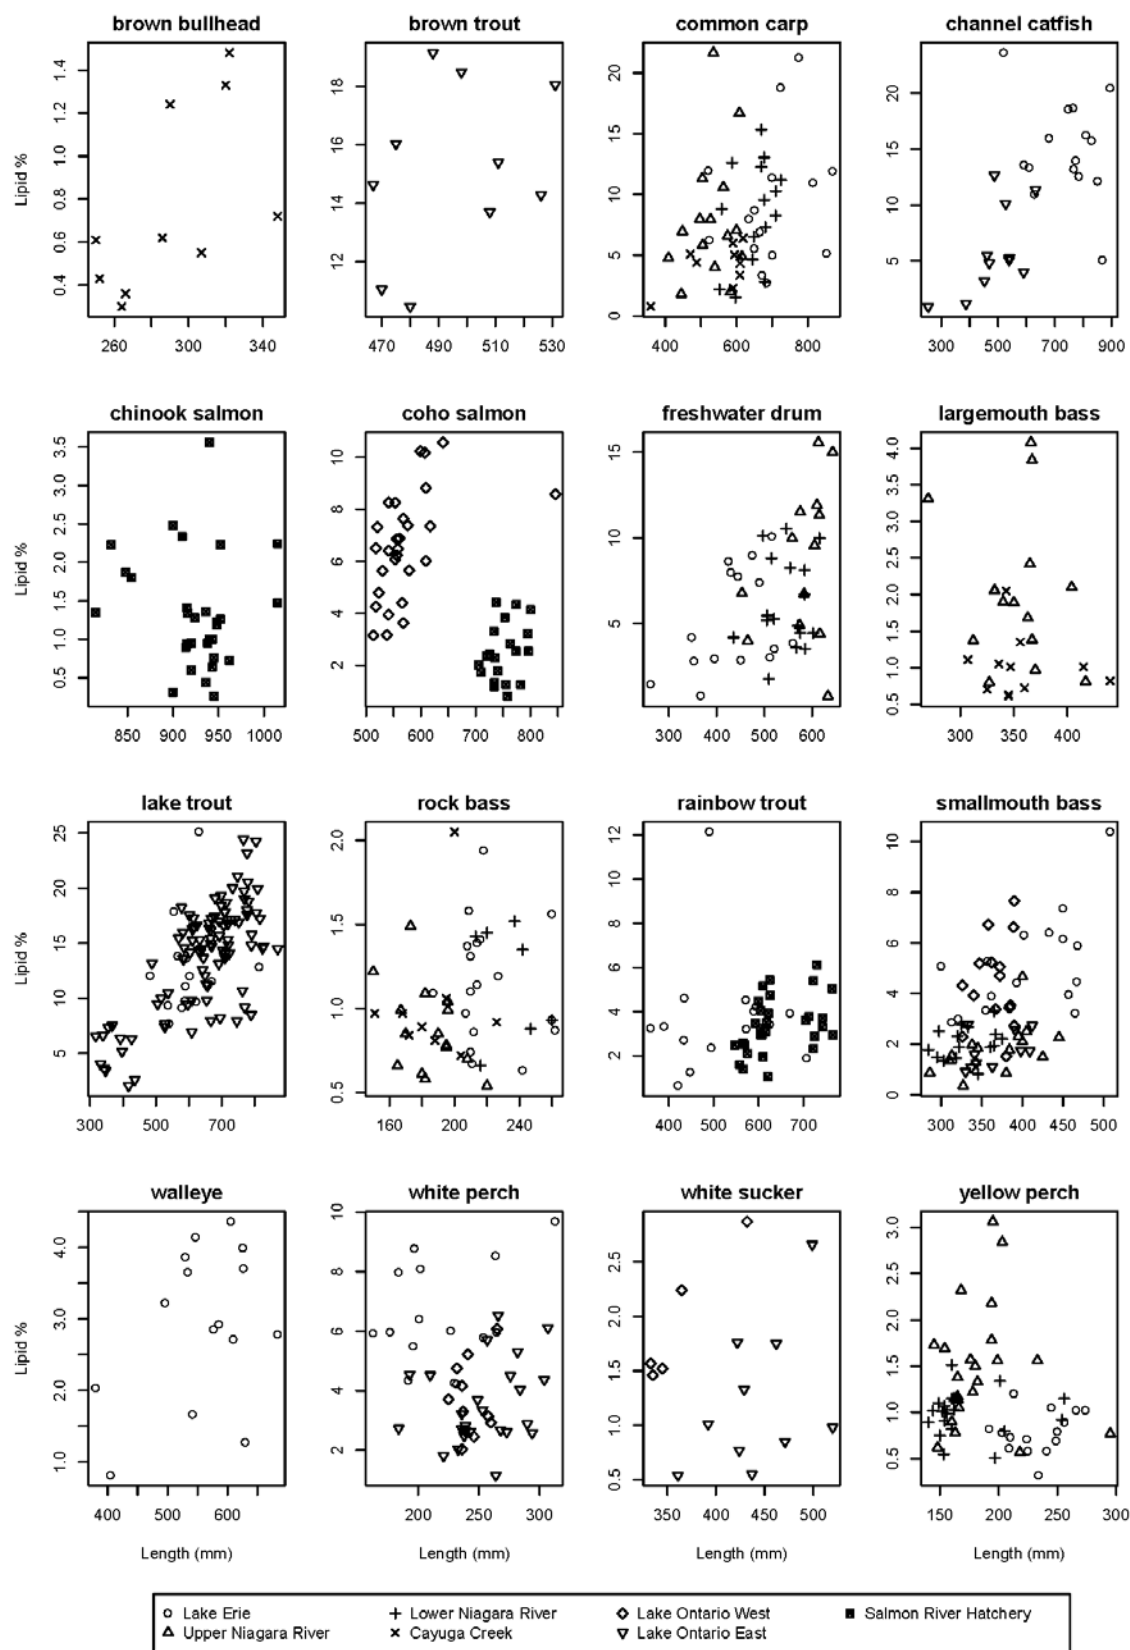 brown bullhead
Lipid %
1.4
1.2
1.0
0.8
0.6
0.4
260 300 340
brown trout
18
16
14
12
470 490 510 530
common carp
20
15
10
5
0
400 600 800
channel catfish
20
15
10
5
300 500 700 900
chinook salmon
Lipid %
3.5
3.0
2.5
2.0
1.5
1.0
0.5
850 900 950 1000
coho salmon
10
8
6
4
2
500 600 700 800
freshwater drum
15
10
5
300 400 500 600
largemouth bass
4.0
3.5
3.0
2.5
2.0
1.5
1.0
0.5
300 350 400
lake trout
Lipid %
25
20
15
10
5
300 500 700
rock bass
2.0
1.5
1.0
0.5
160 200 240
rainbow trout
12
10
8
6
4
2
400 500 600 700
smallmouth bass
10
8
6
4
2
0
300 350 400 450 500
walleye
Lipid %
4.0
3.0
2.0
1.0
400 500 600
Length (mm)
white perch
10
8
6
4
2
200 250 300
Length (mm)
white sucker
2.5
2.0
1.5
1.0
0.5
350 400 450 500
Length (mm)
yellow perch
3.0
2.5
2.0
1.5
1.0
0.5
150 200 250 300
Length (mm)
Lake Erie Lower Niagara River Lake Ontario West Salmon River Hatchery
Upper Niagara River Cayuga Creek Lake Ontario East